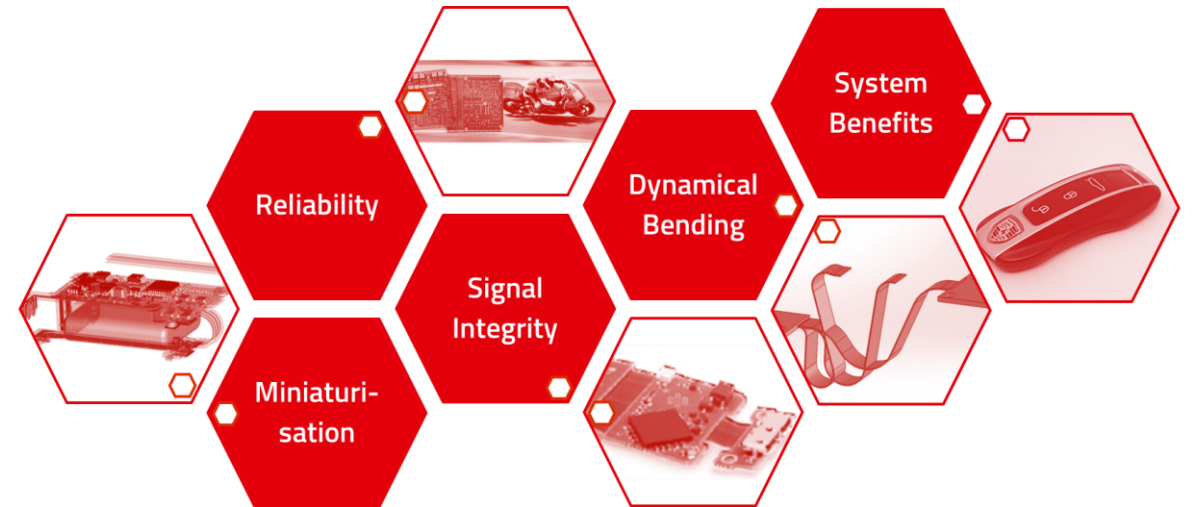 System
Benefits
Reliability
Dynamical
Bending
Signal
Integrity
Miniaturi-
sation